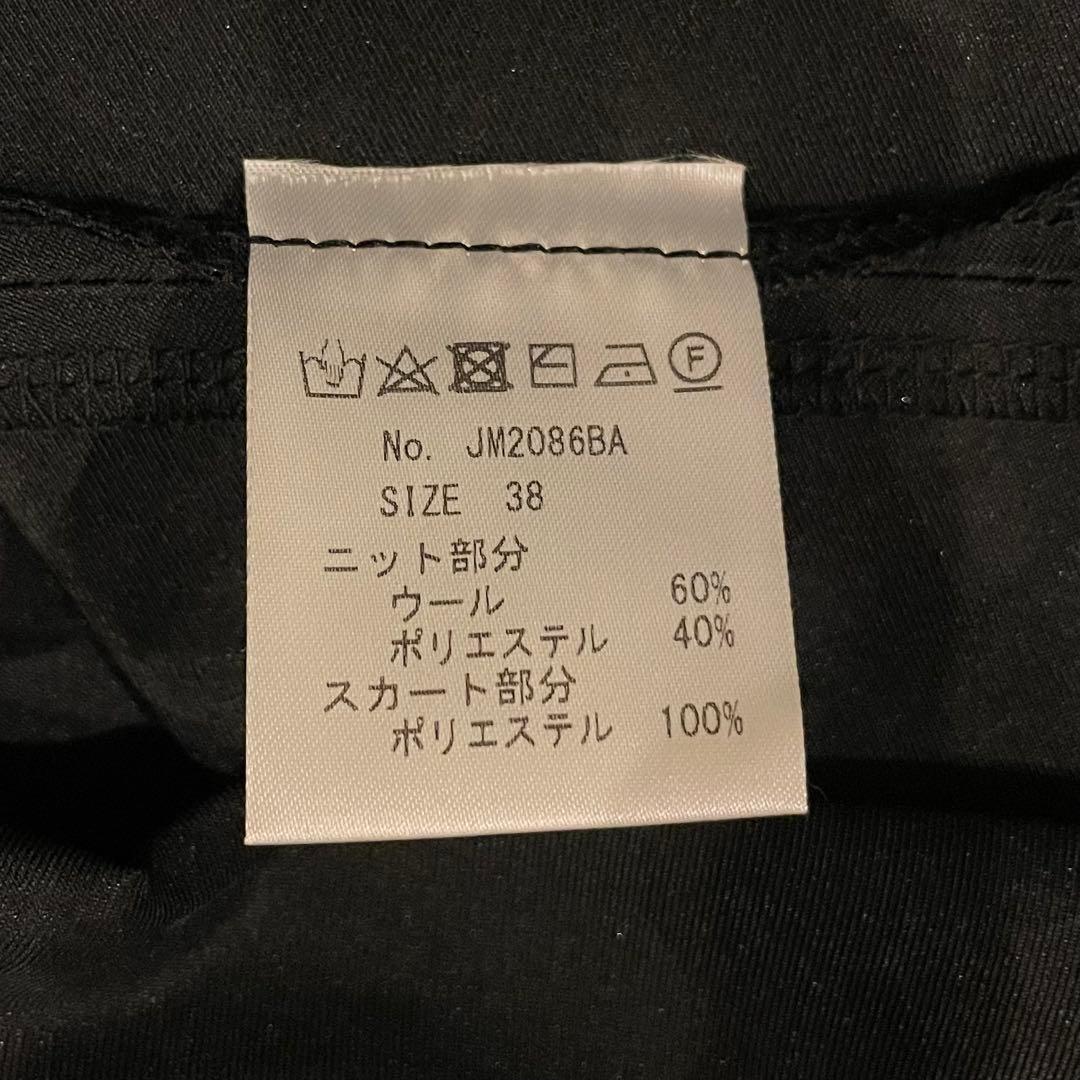 F
No. JM2086BA
SIZE 38
ニット部分
ウール 60%
ポリエステル 40%
スカート部分
ポリエステル 100%